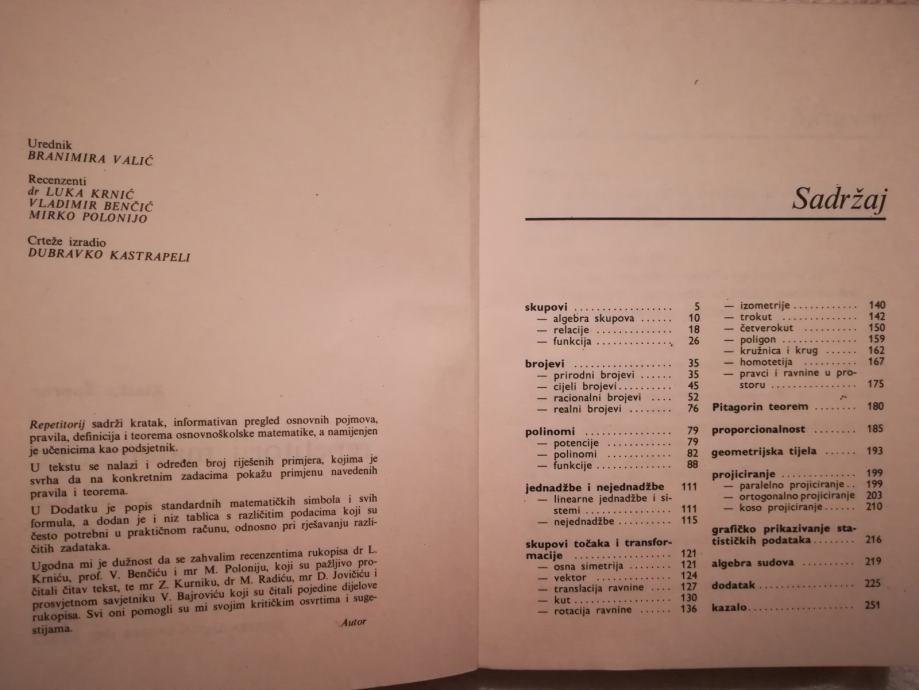 Urednik
BRANIMIRA VALIĆ
Recenzenti
dr LUKA KRNIĆ
VLADIMIR BENČIĆ
MIRKO POLONIJO
Crteže izradio
DUBRAVKO KASTRAPELI
Repetitorij sadrži kratak, informativan pregled osnovnih pojmova,
pravila, definicija i teorema osnovnoškolske matematike, a namijenjen
je učenicima kao podsjetnik.
U tekstu se nalazi i određen broj riješenih primjera, kojima je
svrha da na konkretnim zadacima pokažu primjenu navedenih
pravila i teorema.
U Dodatku je popis standardnih matematičkih simbola i svih
formula, a dodan je i niz tablica s različitim podacima koji su
često potrebni u praktičnom računu, odnosno pri rješavanju razli-
čitih zadataka.
Ugodna mi je dužnost da se zahvalim recenzentima rukopisa dr L.
Krniću, prof. V. Benčiću i mr M. Poloniju, koji su pažljivo pro-
čitali čitav tekst, te mr Z. Kurniku, dr M. Radiću, mr D. Jovičiću i
prosvjetnom savjetniku V. Bajroviću koji su čitali pojedine dijelove
rukopisa. Svi oni pomogli su mi svojim kritičkim osvrtima i suge-
stijama.
Autor
Sadržaj
skupovi .................. 5
— algebra skupova ...... 10
— relacije .............. 18
— funkcija .............. 26
brojevi .................. 35
— prirodni brojevi ...... 35
— cijeli brojevi .......... 45
— racionalni brojevi .... 52
— realni brojevi ........ 76
polinomi ................ 79
— potencije ............ 79
— polinomi ............ 82
— funkcije .............. 88
jednadžbe i nejednadžbe 111
— linearne jednadžbe i si-
stemi ................ 111
— nejednadžbe .......... 115
skupovi točaka i transfor-
macije .................. 121
— osna simetrija ........ 121
— vektor ................ 124
— translacija ravnine .... 127
— kut .................. 130
— rotacija ravnine ...... 136
— izometrije ............ 140
— trokut .............. 142
— četverokut .......... 150
— poligon .............. 159
— kružnica i krug ...... 162
— homotetija .......... 167
— pravci i ravnine u pro-
storu ................ 175
Pitagorin teorem ........ 180
proporcionalnost ........ 185
geometrijska tijela ...... 193
projiciranje .............. 199
— paralelno projiciranje .. 199
— ortogonalno projiciranje 203
— koso projiciranje ...... 210
grafičko prikazivanje sta-
tističkih podataka ........ 216
algebra sudova .......... 219
dodatak .................. 225
kazalo .................... 251